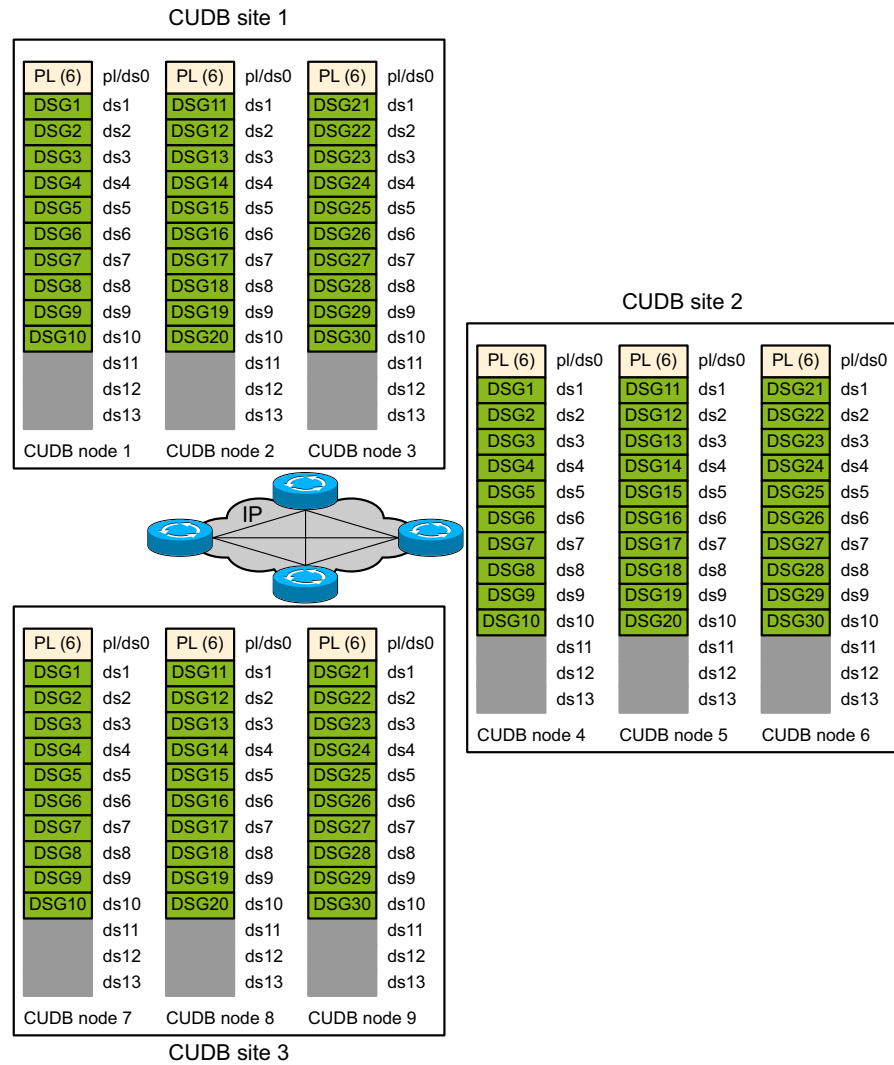 CUDB site 1
PL (6) pl/ds0 PL (6) pl/ds0 PL (6) pl/ds0
DSG1 ds1 DSG11 ds1 DSG21 ds1
DSG2 ds2 DSG12 ds2 DSG22 ds2
DSG3 ds3 DSG13 ds3 DSG23 ds3
DSG4 ds4 DSG14 ds4 DSG24 ds4
DSG5 ds5 DSG15 ds5 DSG25 ds5
DSG6 ds6 DSG16 ds6 DSG26 ds6
DSG7 ds7 DSG17 ds7 DSG27 ds7
DSG8 ds8 DSG18 ds8 DSG28 ds8
DSG9 ds9 DSG19 ds9 DSG29 ds9
DSG10 ds10 DSG20 ds10 DSG30 ds10
ds11 ds11 ds11
ds12 ds12 ds12
ds13 ds13 ds13
CUDB node 1 CUDB node 2 CUDB node 3
CUDB site 2
PL (6) pl/ds0 PL (6) pl/ds0 PL (6) pl/ds0
DSG1 ds1 DSG11 ds1 DSG21 ds1
DSG2 ds2 DSG12 ds2 DSG22 ds2
DSG3 ds3 DSG13 ds3 DSG23 ds3
DSG4 ds4 DSG14 ds4 DSG24 ds4
DSG5 ds5 DSG15 ds5 DSG25 ds5
DSG6 ds6 DSG16 ds6 DSG26 ds6
DSG7 ds7 DSG17 ds7 DSG27 ds7
DSG8 ds8 DSG18 ds8 DSG28 ds8
DSG9 ds9 DSG19 ds9 DSG29 ds9
DSG10 ds10 DSG20 ds10 DSG30 ds10
ds11 ds11 ds11
ds12 ds12 ds12
ds13 ds13 ds13
CUDB node 4 CUDB node 5 CUDB node 6
IP
PL (6) pl/ds0 PL (6) pl/ds0 PL (6) pl/ds0
DSG1 ds1 DSG11 ds1 DSG21 ds1
DSG2 ds2 DSG12 ds2 DSG22 ds2
DSG3 ds3 DSG13 ds3 DSG23 ds3
DSG4 ds4 DSG14 ds4 DSG24 ds4
DSG5 ds5 DSG15 ds5 DSG25 ds5
DSG6 ds6 DSG16 ds6 DSG26 ds6
DSG7 ds7 DSG17 ds7 DSG27 ds7
DSG8 ds8 DSG18 ds8 DSG28 ds8
DSG9 ds9 DSG19 ds9 DSG29 ds9
DSG10 ds10 DSG20 ds10 DSG30 ds10
ds11 ds11 ds11
ds12 ds12 ds12
ds13 ds13 ds13
CUDB node 7 CUDB node 8 CUDB node 9
CUDB site 3